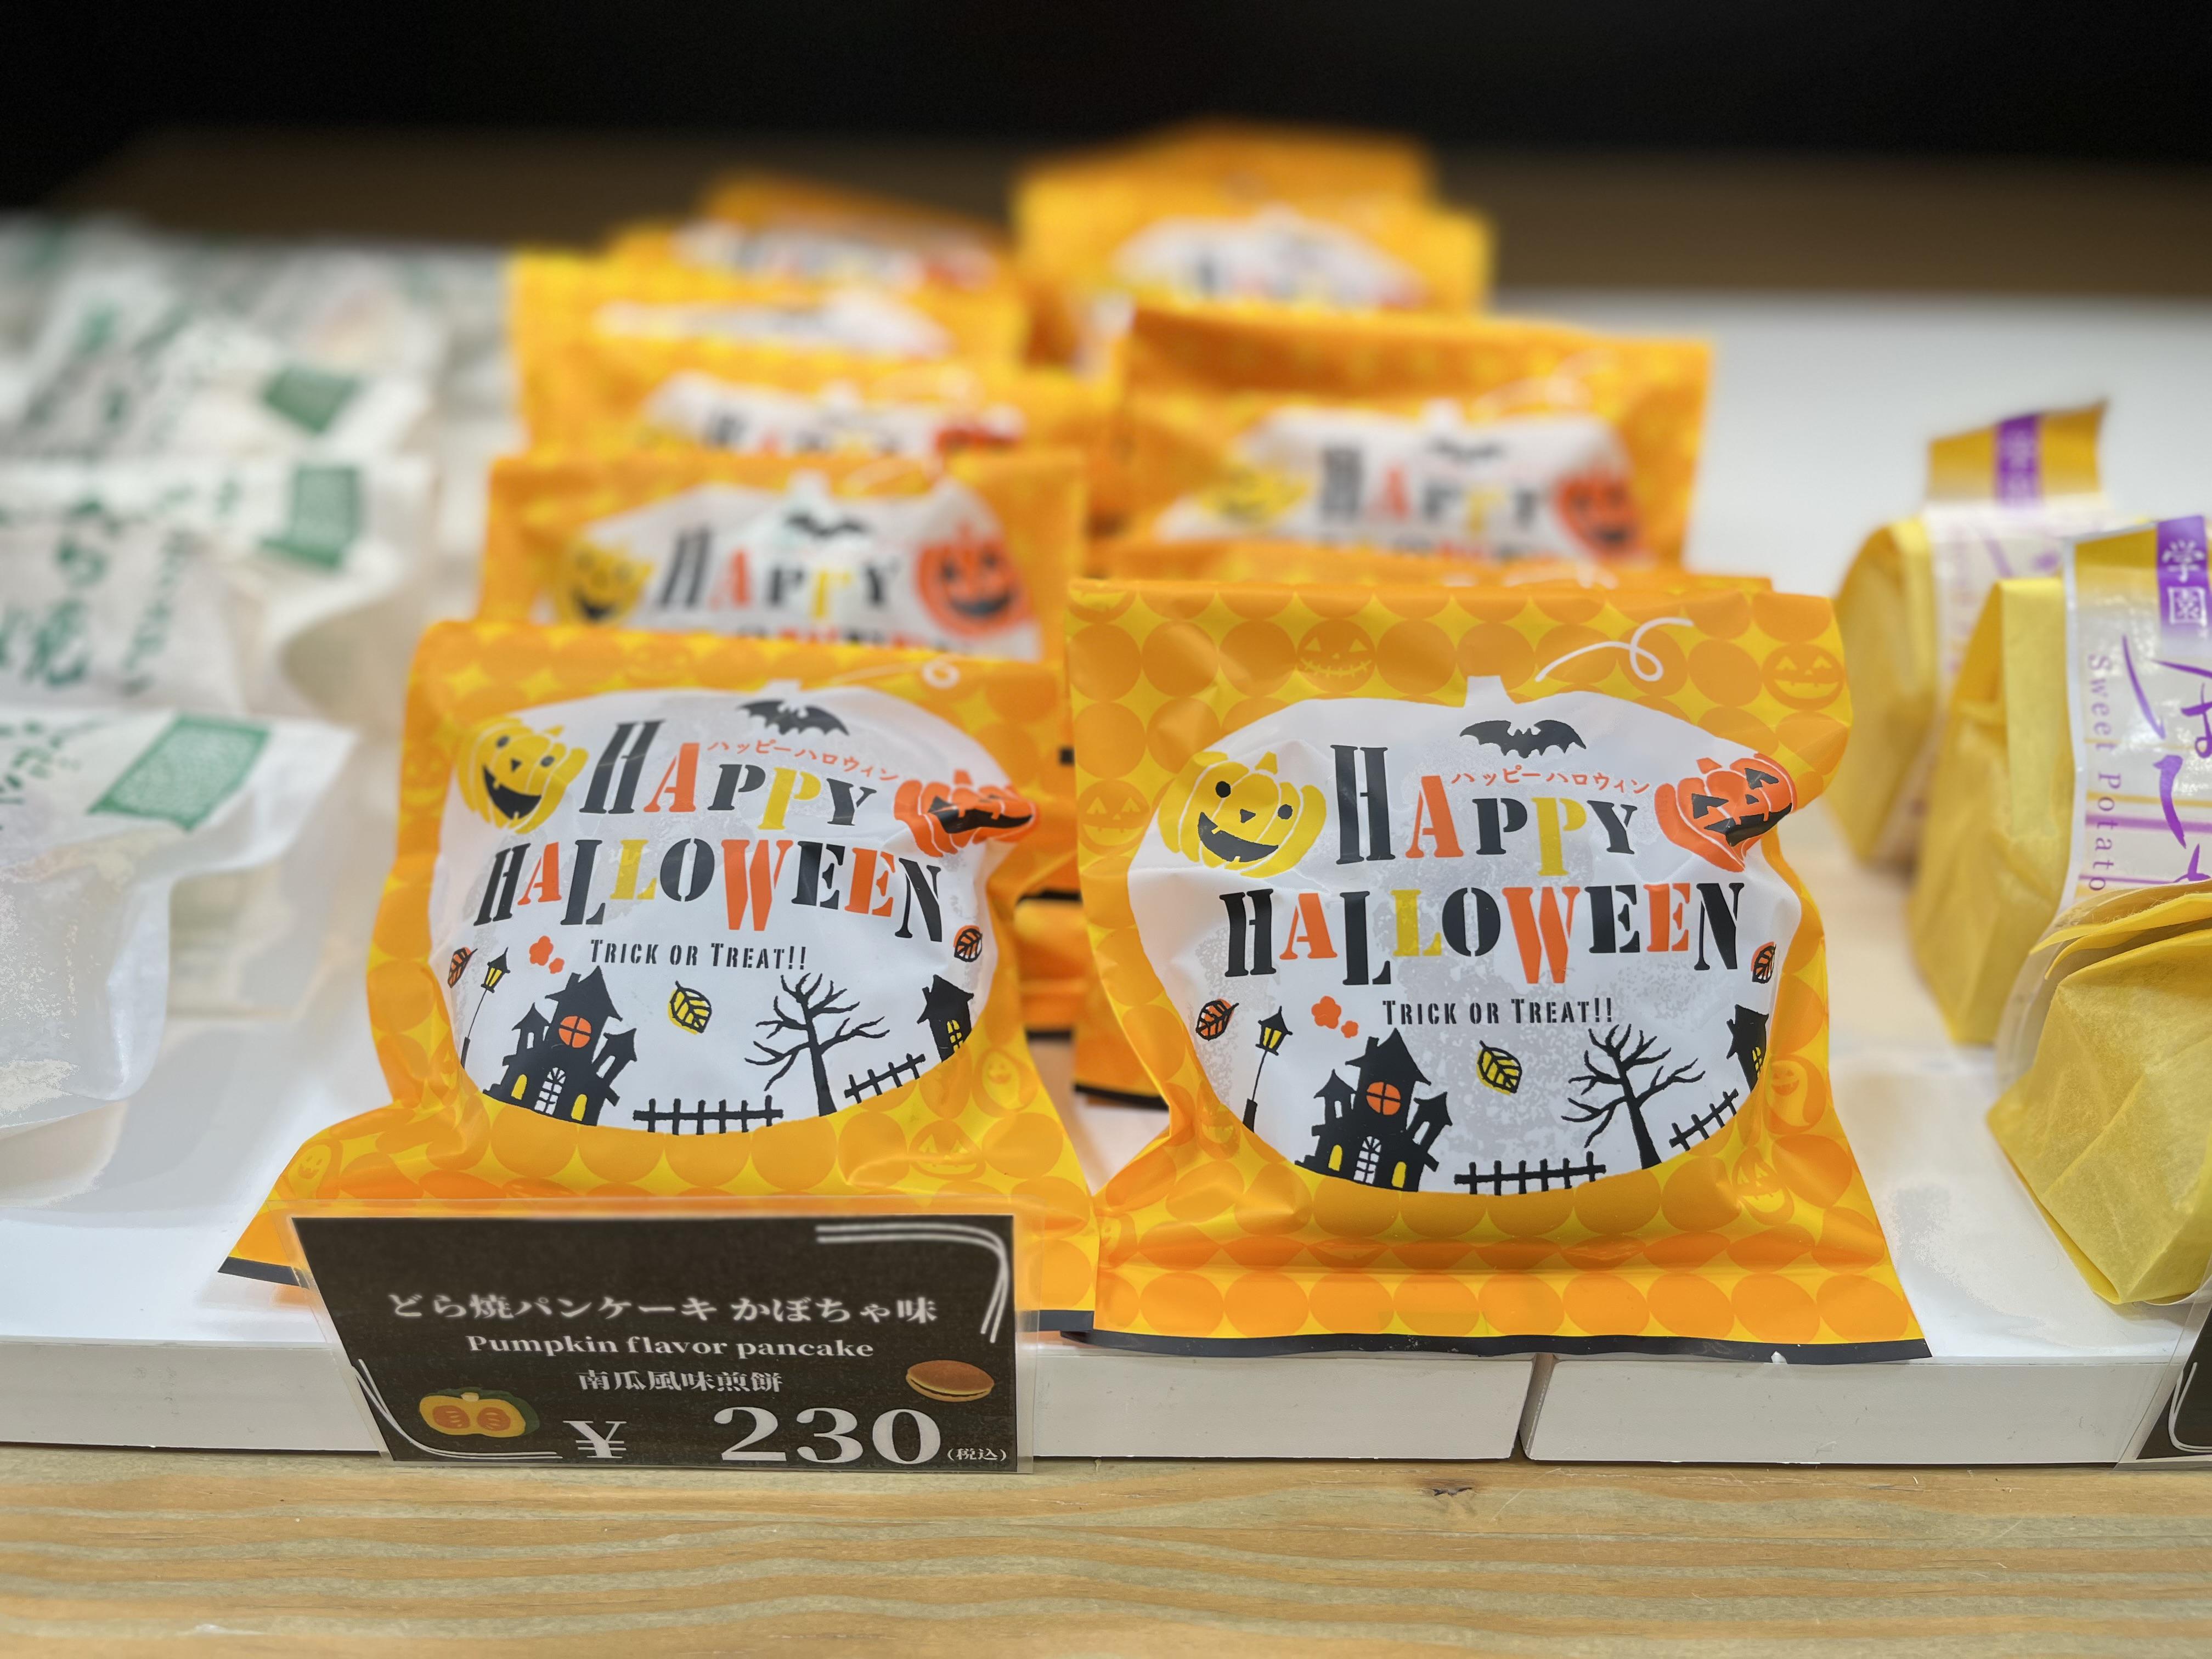 HAPPY
ハッピーハロウィン
HALLOWEEN
TRICK OR TREAT!!
HAPPY
ハッピーハロウィン
HALLOWEEN
TRICK OR TREAT!!
HAPPY
HAPPY
学園
Sweet Potato
どら焼パンケーキ かぼちゃ味
Pumpkin flavor pancake
南瓜風味煎餅
¥ 230 (税込)